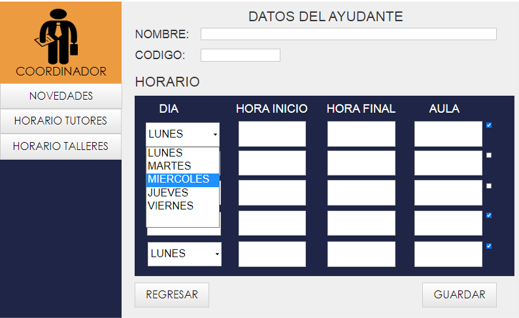 COORDINADOR
NOVEDADES
HORARIO TUTORES
HORARIO TALLERES
DATOS DEL AYUDANTE
NOMBRE:
CODIGO:
HORARIO
DIA HORA INICIO HORA FINAL AULA
LUNES
LUNES
MARTES
MIERCOLES
JUEVES
VIERNES
LUNES
REGRESAR GUARDAR